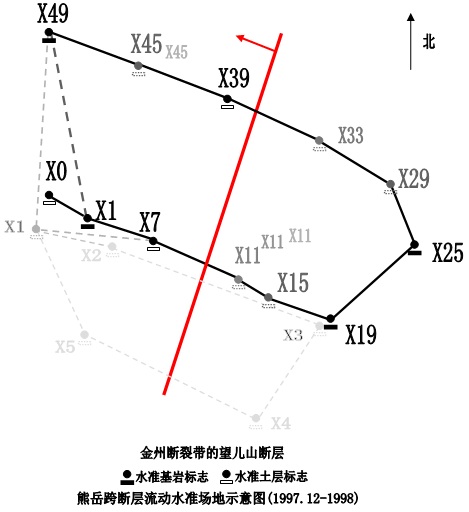 X49
北
X45 X45
X39
X33
X29
X0
X1
X7
X1
X2
X11 X11 X11
X25
X15
X19
X3
X5
X4
金州断裂带的望儿山断层
水准基岩标志 水准土层标志
熊岳跨断层流动水准场地示意图(1997.12-1998)